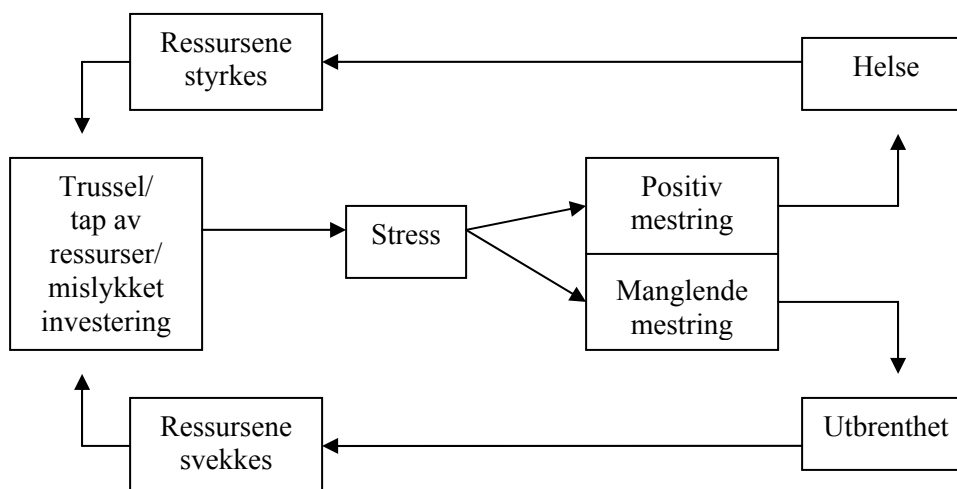 Ressursene
styrkes
Helse
Trussel/
tap av
ressurser/
mislykket
investering
Stress
Positiv
mestring
Manglende
mestring
Ressursene
svekkes
Utbrenthet